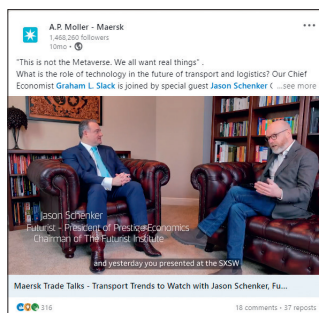 A.P. Moller - Maersk
1,468,260 followers
10mo •
"This is not the Metaverse. We all want real things" .
What is the role of technology in the future of transport and logistics? Our Chief
Economist Graham L. Slack is joined by special guest Jason Schenker ( ...see more
Jason Schenker
Futurist - President of Prestige Economics
Chairman of The Futurist Institute
and yesterday you presented at the SXSW
Maersk Trade Talks - Transport Trends to Watch with Jason Schenker, Fu...
316
18 comments • 37 reposts